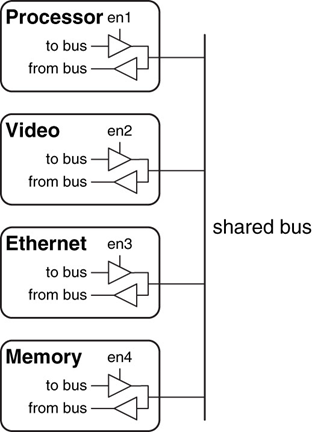 Processor en1
to bus
from bus
Video en2
to bus
from bus
shared bus
Ethernet en3
to bus
from bus
Memory en4
to bus
from bus